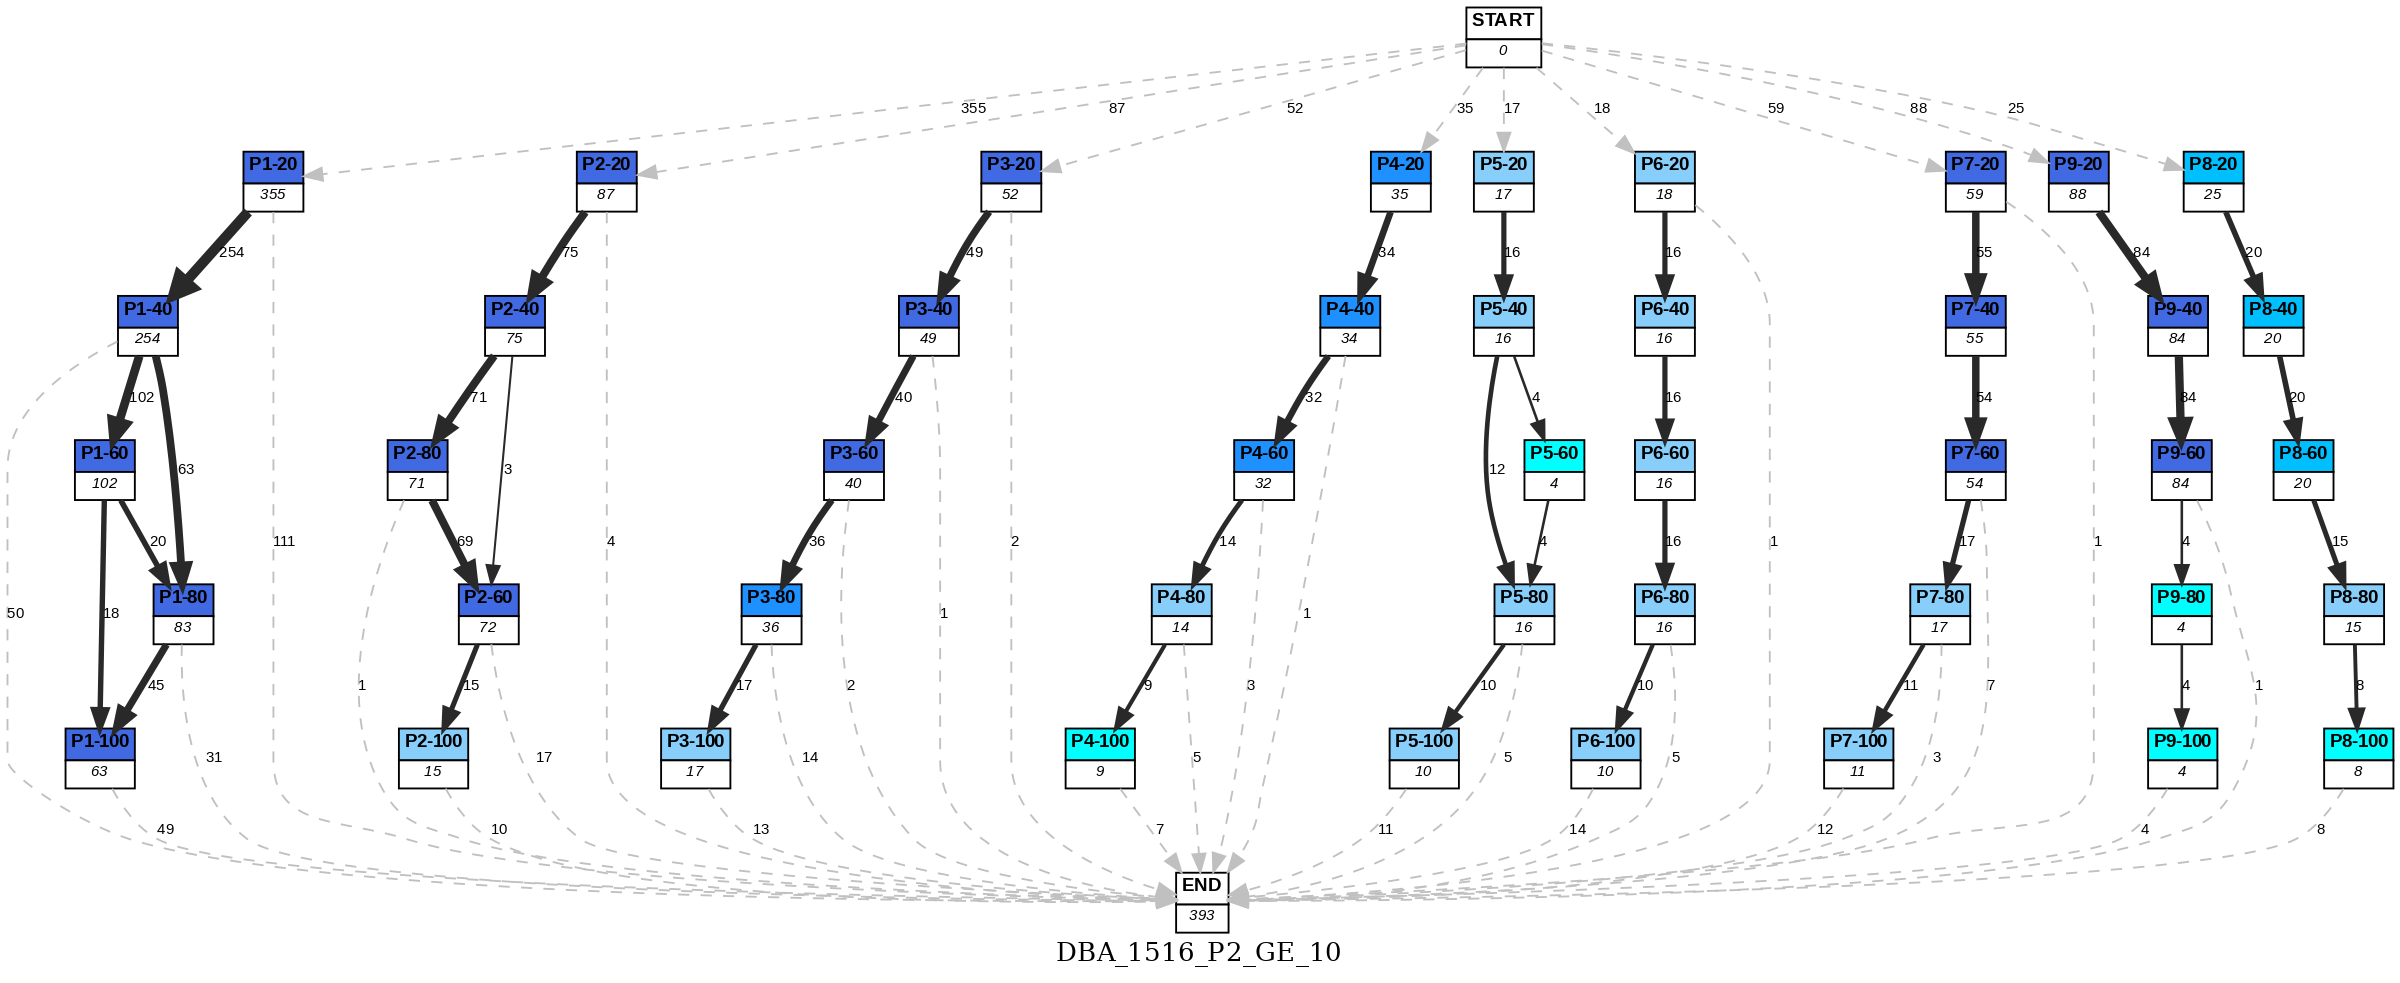 START
0
355
87
52
35
17
18
59
88
25
P1-20
355
P2-20
87
P3-20
52
P4-20
35
P5-20
17
P6-20
18
P7-20
59
P9-20
88
P8-20
25
254
75
49
34
16
16
55
84
20
P1-40
254
P2-40
75
P3-40
49
P4-40
34
P5-40
16
P6-40
16
P7-40
55
P9-40
84
P8-40
20
102
63
71
3
40
32
12
4
16
54
84
20
P1-60
102
P2-80
71
P3-60
40
P4-60
32
P5-60
4
P6-60
16
P7-60
54
P9-60
84
P8-60
20
20
111
69
4
36
2
14
4
16
1
17
1
4
15
P1-80
83
P2-60
72
P3-80
36
P4-80
14
P5-80
16
P6-80
16
P7-80
17
P9-80
4
P8-80
15
50
18
1
3
1
45
1
15
17
2
9
10
10
11
7
4
1
8
P1-100
63
P2-100
15
P3-100
17
P4-100
9
P5-100
10
P6-100
10
P7-100
11
P9-100
4
P8-100
8
31
17
14
5
5
5
3
49
10
13
7
11
14
12
4
8
END
393
DBA_1516_P2_GE_10